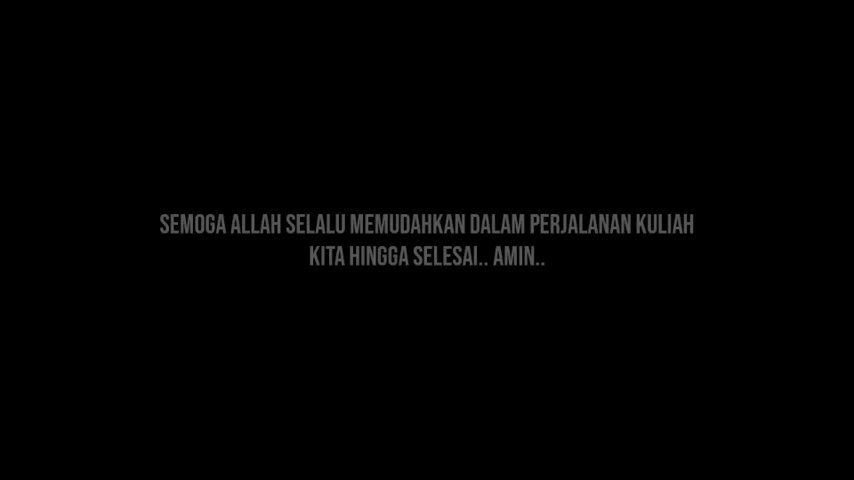 SEMOGA ALLAH SELALU MEMUDAHKAN DALAM PERJALANAN KULIAH
KITA HINGGA SELESAI.. AMIN..